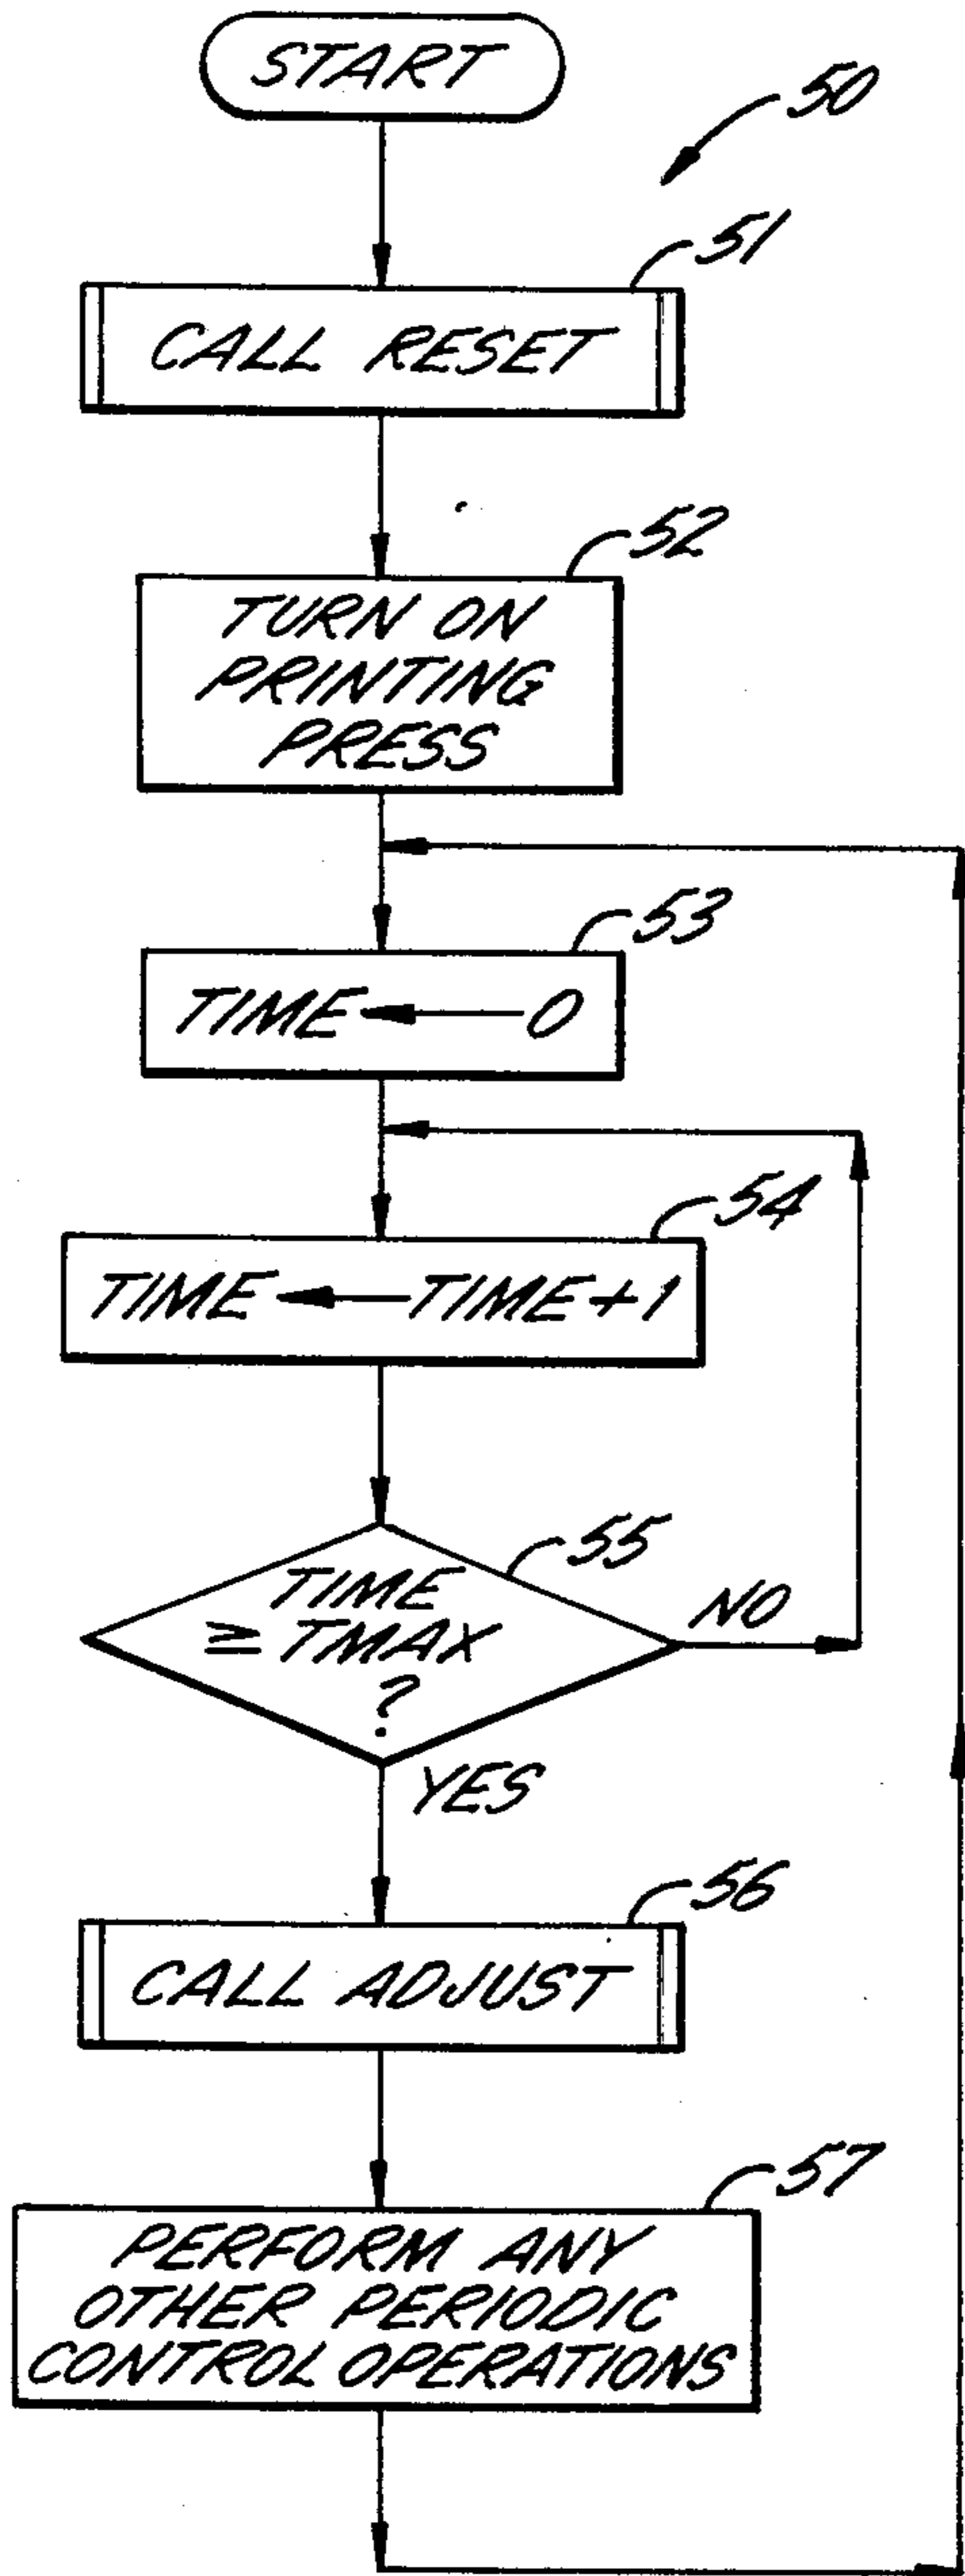 START
50
51
CALL RESET
52
TURN ON
PRINTING
PRESS
53
TIME ← 0
54
TIME ← TIME + 1
55
TIME
≥ TMAX
?
NO
YES
56
CALL ADJUST
57
PERFORM ANY
OTHER PERIODIC
CONTROL OPERATIONS